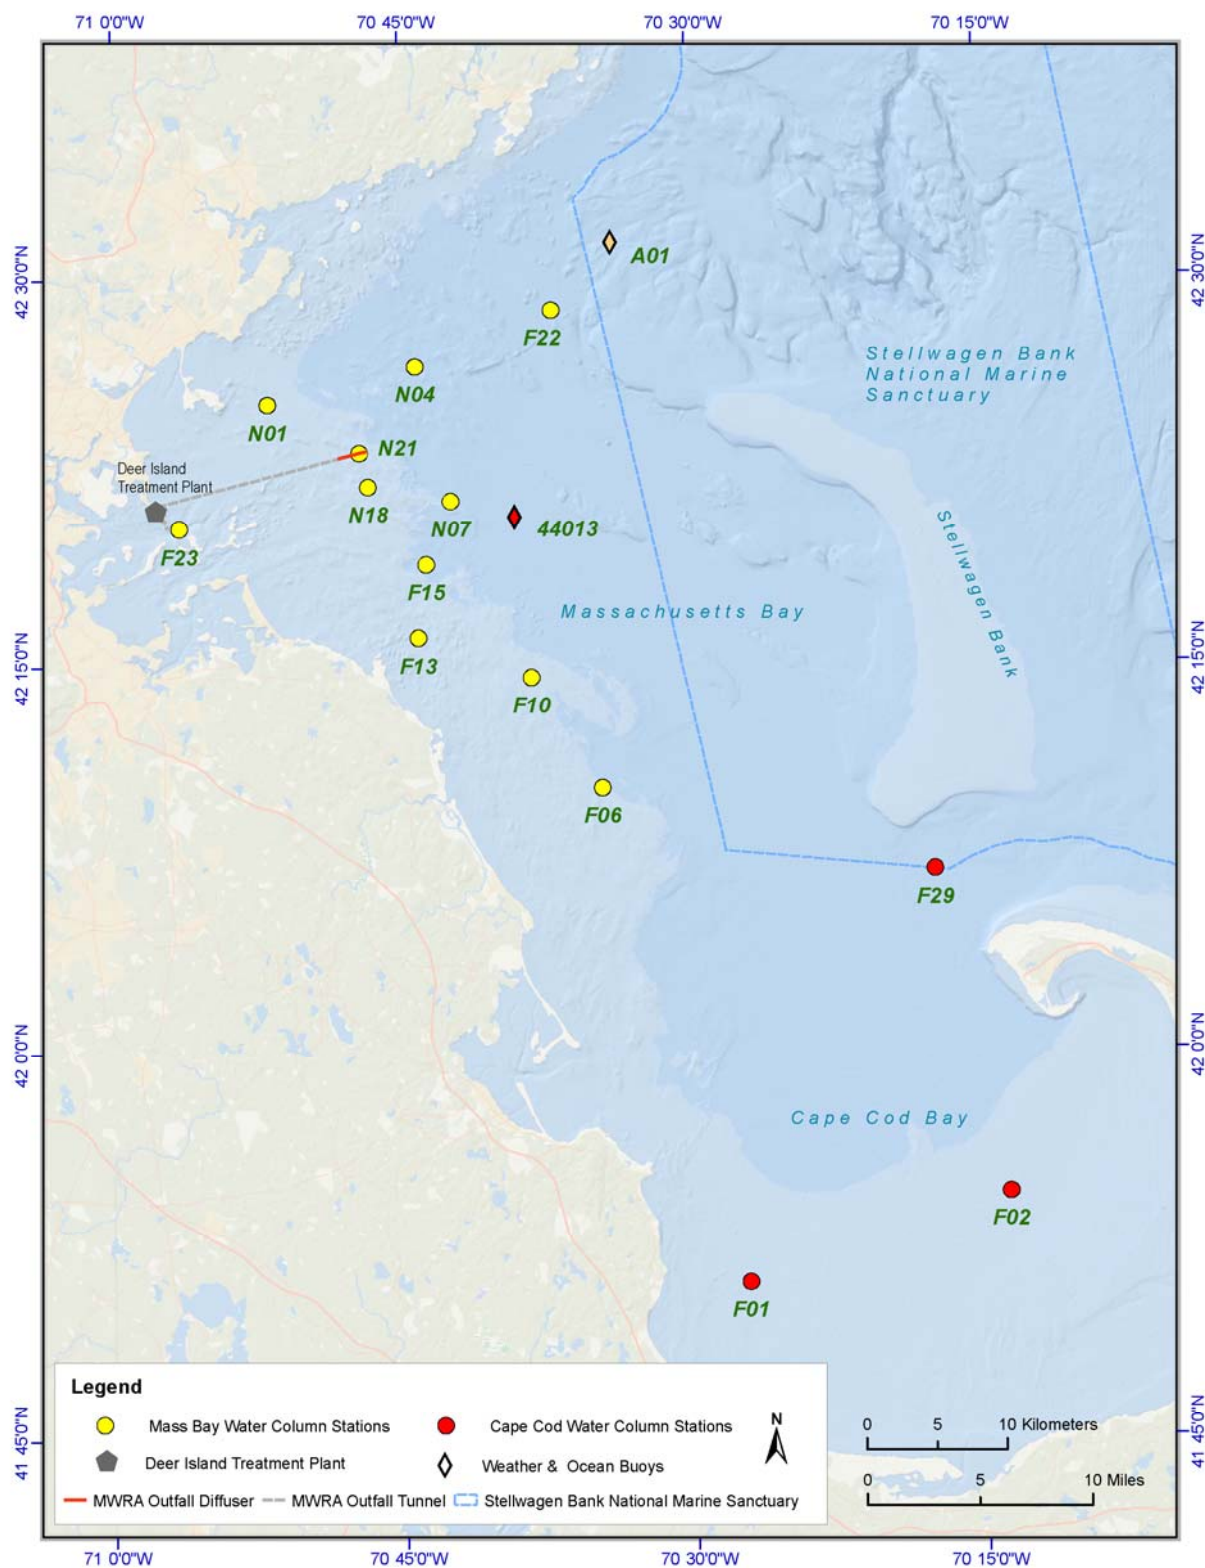 71 0'0"W
70 45'0"W
70 30'0"W
70 15'0"W
42 30'0"N
42 30'0"N
A01
F22
Stellwagen Bank
National Marine
Sanctuary
N04
N01
N21
Deer Island
Treatment Plant
N18
N07
44013
Stellwagen Bank
F23
F15
Massachusetts Bay
F13
42 15'0"N
42 15'0"N
F10
F06
F29
42 0'0"N
42 0'0"N
Cape Cod Bay
F02
F01
Legend
Mass Bay Water Column Stations
Cape Cod Water Column Stations
Deer Island Treatment Plant
Weather & Ocean Buoys
MWRA Outfall Diffuser
MWRA Outfall Tunnel
Stellwagen Bank National Marine Sanctuary
N
0 5 10 Kilometers
0 5 10 Miles
41 45'0"N
41 45'0"N
71 0'0"W
70 45'0"W
70 30'0"W
70 15'0"W